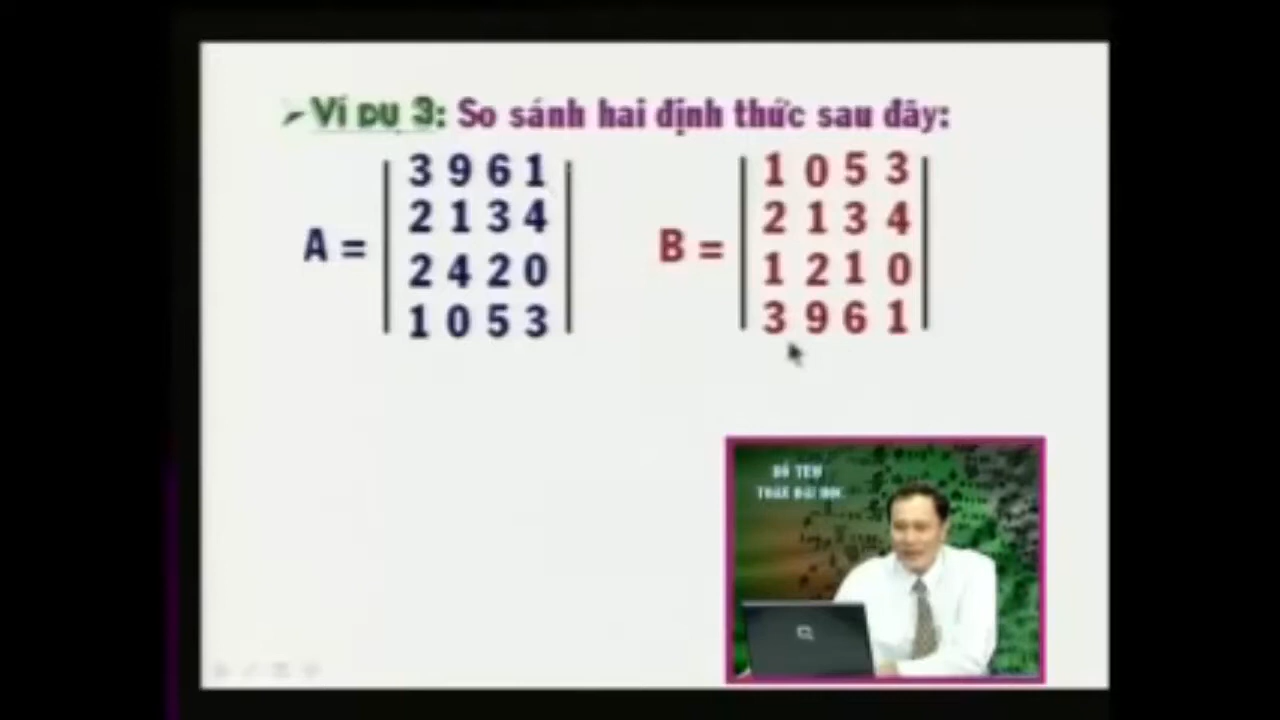 Ví dụ 3: So sánh hai định thức sau đây:
3 9 6 1
2 1 3 4
A =
2 4 2 0
1 0 5 3
1 0 5 3
2 1 3 4
B =
1 2 1 0
3 9 6 1